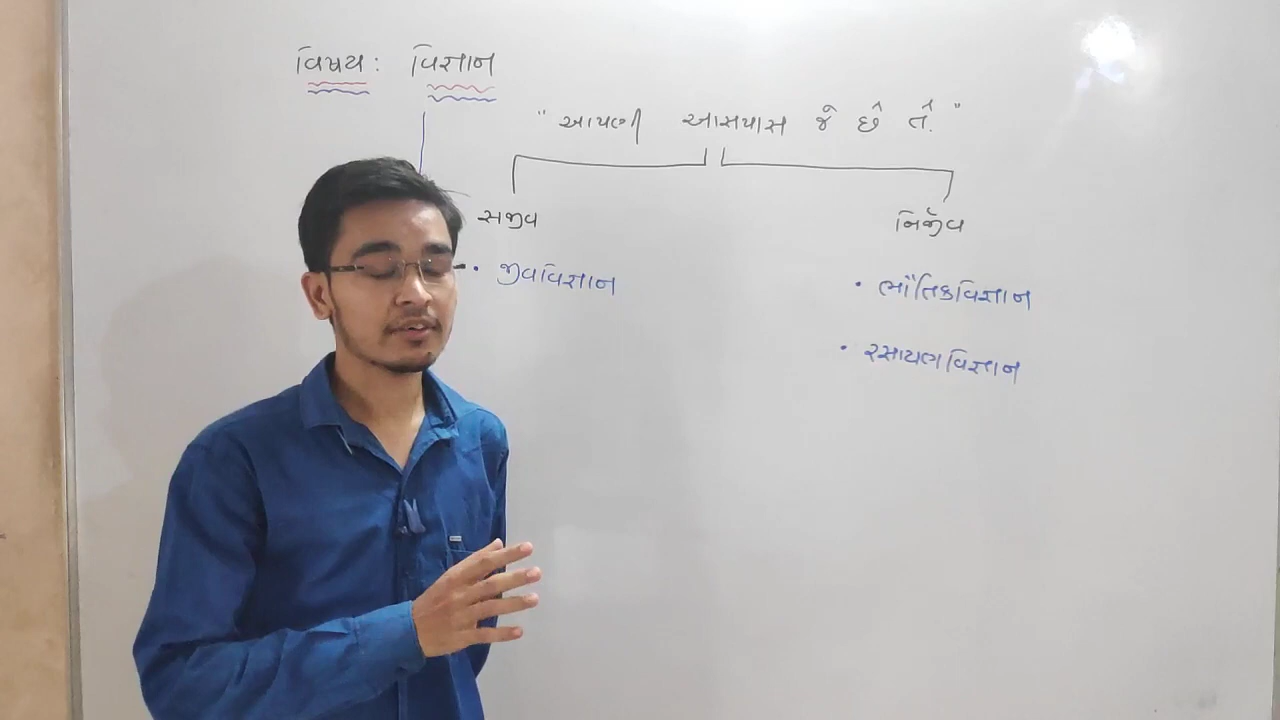 વિષય : વિજ્ઞાન
" આપણી આસપાસ જે છે તે. "
સજીવ
નિર્જીવ
• જીવવિજ્ઞાન
• ભૌતિકવિજ્ઞાન
• રસાયણવિજ્ઞાન